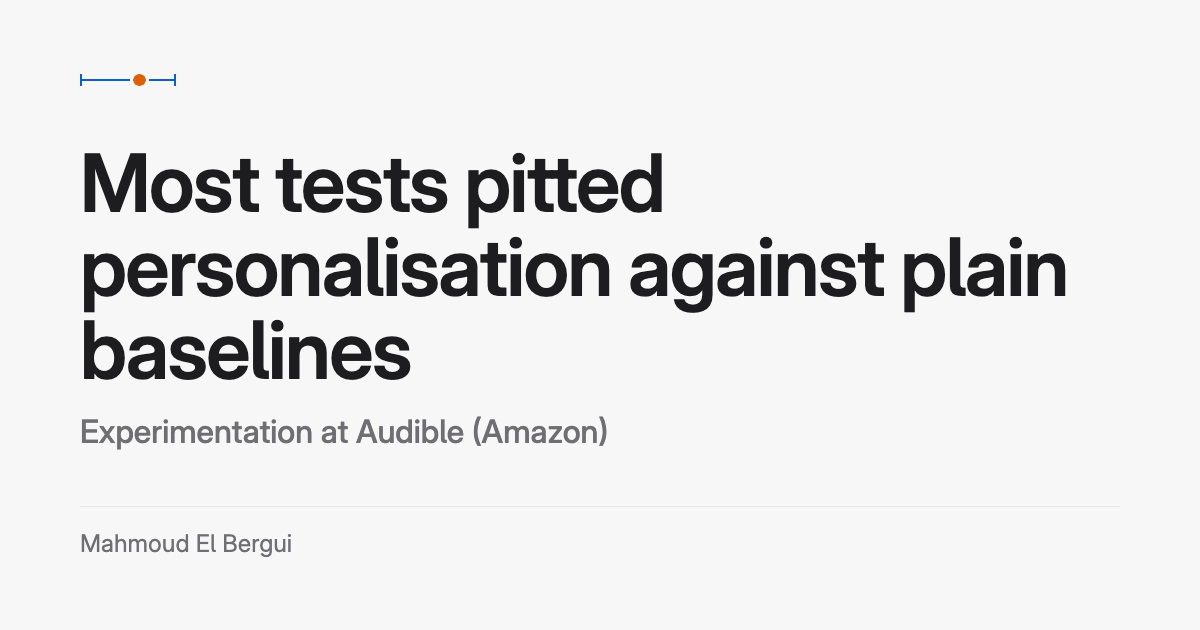 Most tests pitted
personalisation against plain
baselines
Experimentation at Audible (Amazon)
Mahmoud El Bergui